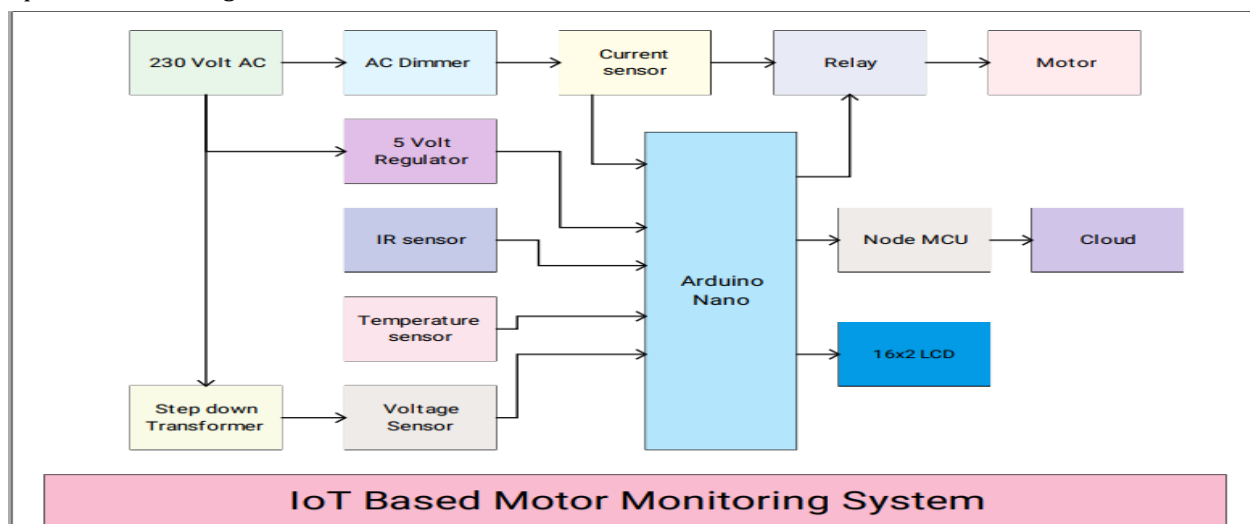 230 Volt AC
AC Dimmer
Current
sensor
Relay
Motor
5 Volt
Regulator
IR sensor
Node MCU
Cloud
Arduino
Nano
Temperature
sensor
16x2 LCD
Step down
Transformer
Voltage
Sensor
IoT Based Motor Monitoring System